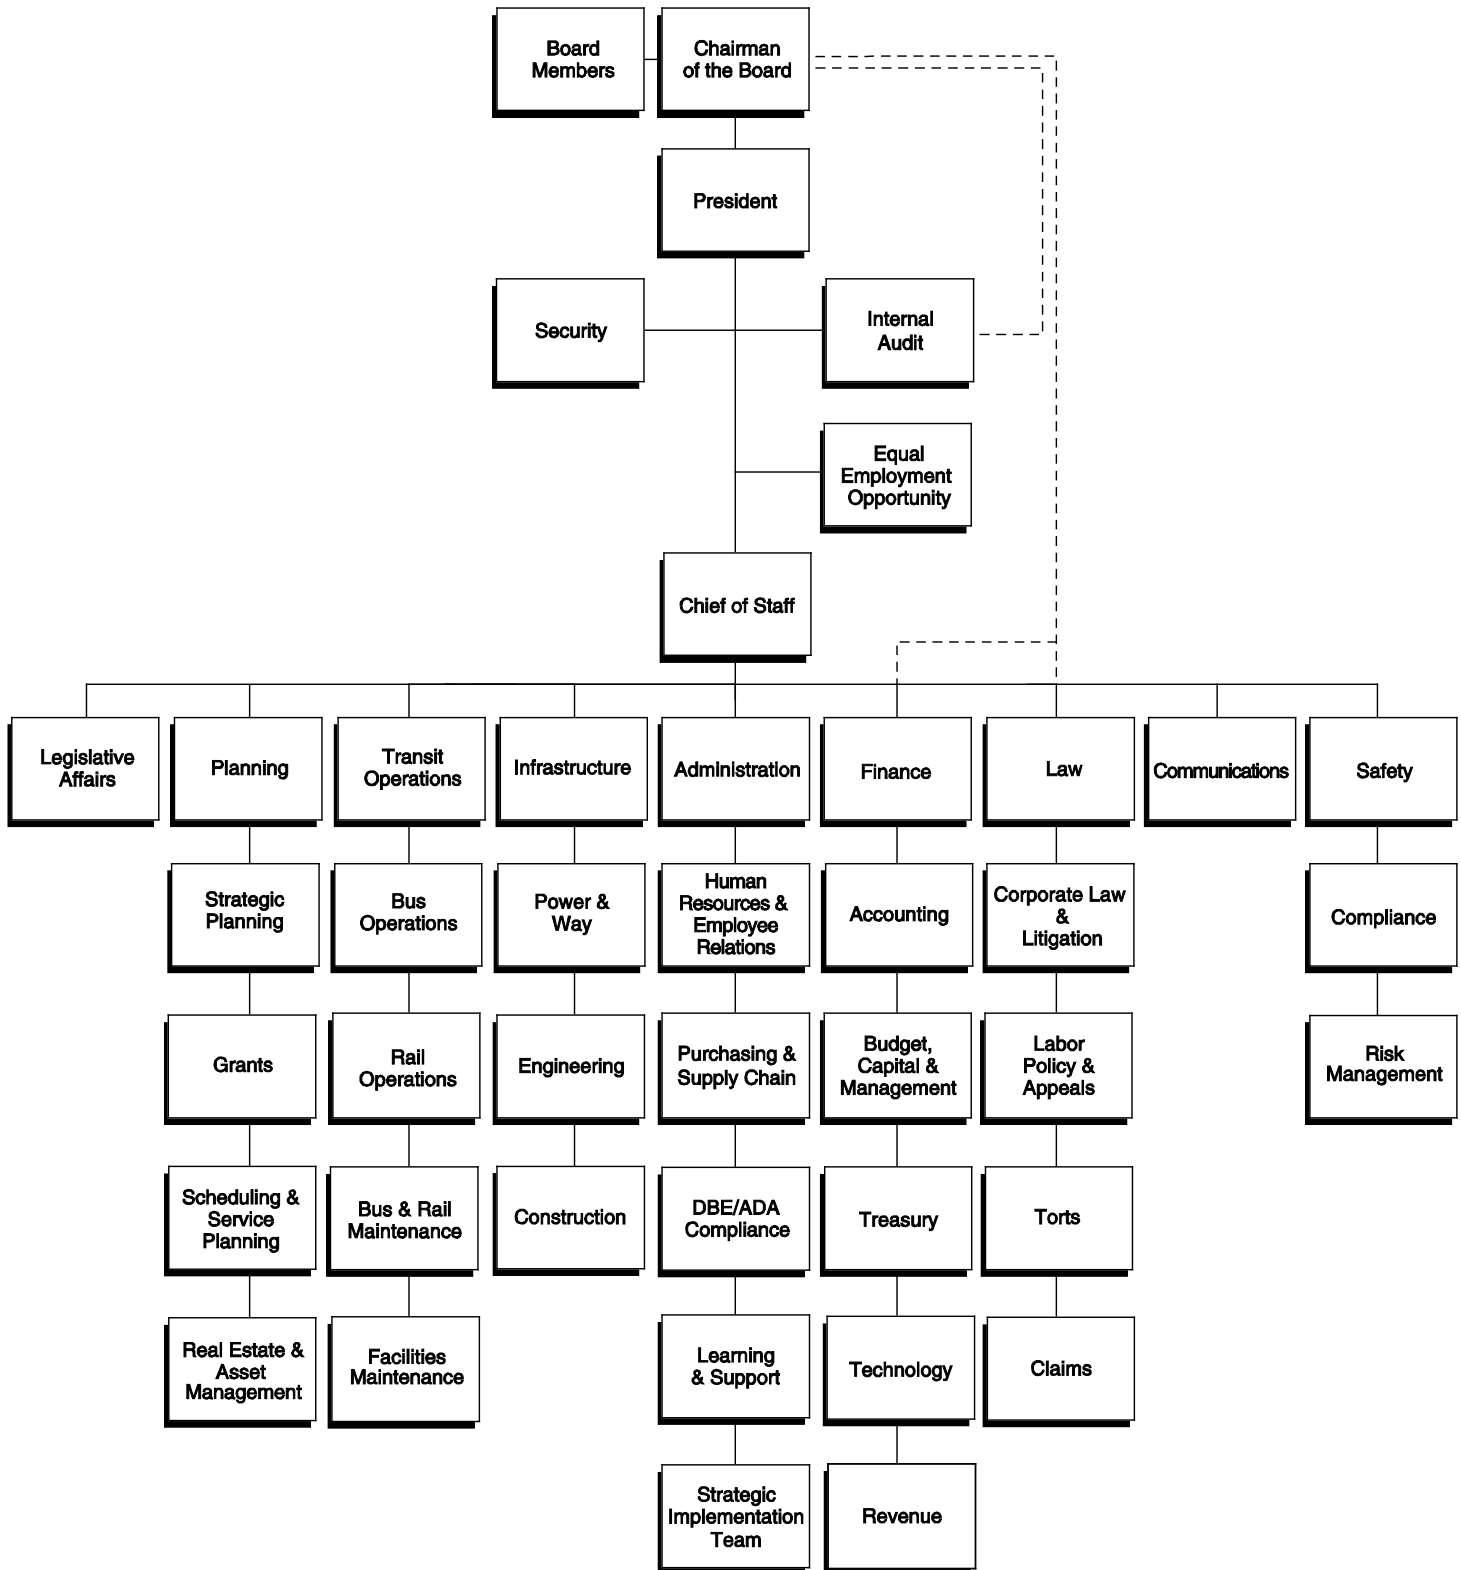 Board
Members
Chairman
of the Board
President
Security
Internal
Audit
Equal
Employment
Opportunity
Chief of Staff
Legislative
Affairs
Planning
Transit
Operations
Infrastructure
Administration
Finance
Law
Communications
Safety
Strategic
Planning
Bus
Operations
Power &
Way
Human
Resources &
Employee
Relations
Accounting
Corporate Law
&
Litigation
Compliance
Grants
Rail
Operations
Engineering
Purchasing &
Supply Chain
Budget,
Capital &
Management
Labor
Policy &
Appeals
Risk
Management
Scheduling &
Service
Planning
Bus & Rail
Maintenance
Construction
DBE/ADA
Compliance
Treasury
Torts
Real Estate &
Asset
Management
Facilities
Maintenance
Learning
& Support
Technology
Claims
Strategic
Implementation
Team
Revenue